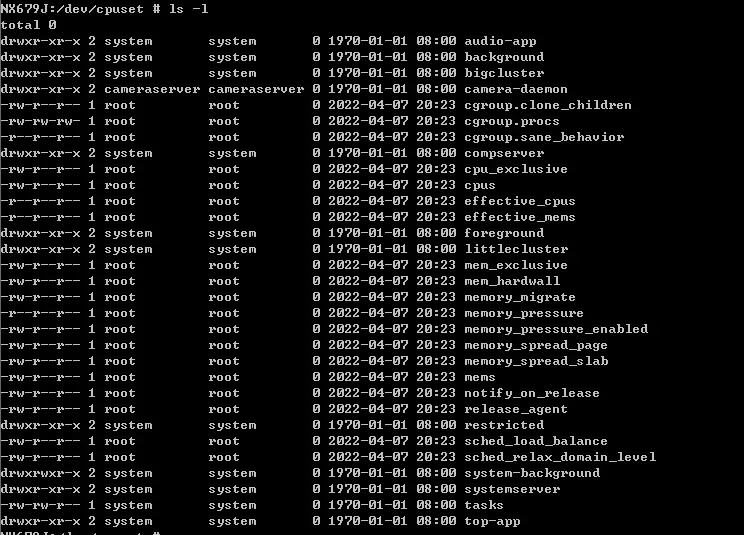 NX679J:/dev/cpuset # ls -l
total 0
drwxr-xr-x 2 system system 0 1970-01-01 08:00 audio-app
drwxr-xr-x 2 system system 0 1970-01-01 08:00 background
drwxr-xr-x 2 system system 0 1970-01-01 08:00 bigcluster
drwxr-xr-x 2 cameraserver cameraserver 0 1970-01-01 08:00 camera-daemon
-rw-r--r-- 1 root root 0 2022-04-07 20:23 cgroup.clone_children
-rw-rw-rw- 1 root root 0 2022-04-07 20:23 cgroup.procs
-r--r--r-- 1 root root 0 2022-04-07 20:23 cgroup.sane_behavior
drwxr-xr-x 2 system system 0 1970-01-01 08:00 compserver
-rw-r--r-- 1 root root 0 2022-04-07 20:23 cpu_exclusive
-rw-r--r-- 1 root root 0 2022-04-07 20:23 cpus
-r--r--r-- 1 root root 0 2022-04-07 20:23 effective_cpus
-r--r--r-- 1 root root 0 2022-04-07 20:23 effective_mems
drwxr-xr-x 2 system system 0 1970-01-01 08:00 foreground
drwxr-xr-x 2 system system 0 1970-01-01 08:00 littlecluster
-rw-r--r-- 1 root root 0 2022-04-07 20:23 mem_exclusive
-rw-r--r-- 1 root root 0 2022-04-07 20:23 mem_hardwall
-rw-r--r-- 1 root root 0 2022-04-07 20:23 memory_migrate
-r--r--r-- 1 root root 0 2022-04-07 20:23 memory_pressure
-rw-r--r-- 1 root root 0 2022-04-07 20:23 memory_pressure_enabled
-rw-r--r-- 1 root root 0 2022-04-07 20:23 memory_spread_page
-rw-r--r-- 1 root root 0 2022-04-07 20:23 memory_spread_slab
-rw-r--r-- 1 root root 0 2022-04-07 20:23 mems
-rw-r--r-- 1 root root 0 2022-04-07 20:23 notify_on_release
-rw-r--r-- 1 root root 0 2022-04-07 20:23 release_agent
drwxr-xr-x 2 system system 0 1970-01-01 08:00 restricted
-rw-r--r-- 1 root root 0 2022-04-07 20:23 sched_load_balance
-rw-r--r-- 1 root root 0 2022-04-07 20:23 sched_relax_domain_level
drwxrwxr-x 2 system system 0 1970-01-01 08:00 system-background
drwxr-xr-x 2 system system 0 1970-01-01 08:00 systemserver
-rw-rw-r-- 1 system system 0 1970-01-01 08:00 tasks
drwxr-xr-x 2 system system 0 1970-01-01 08:00 top-app
NX679J:/dev/cpuset #